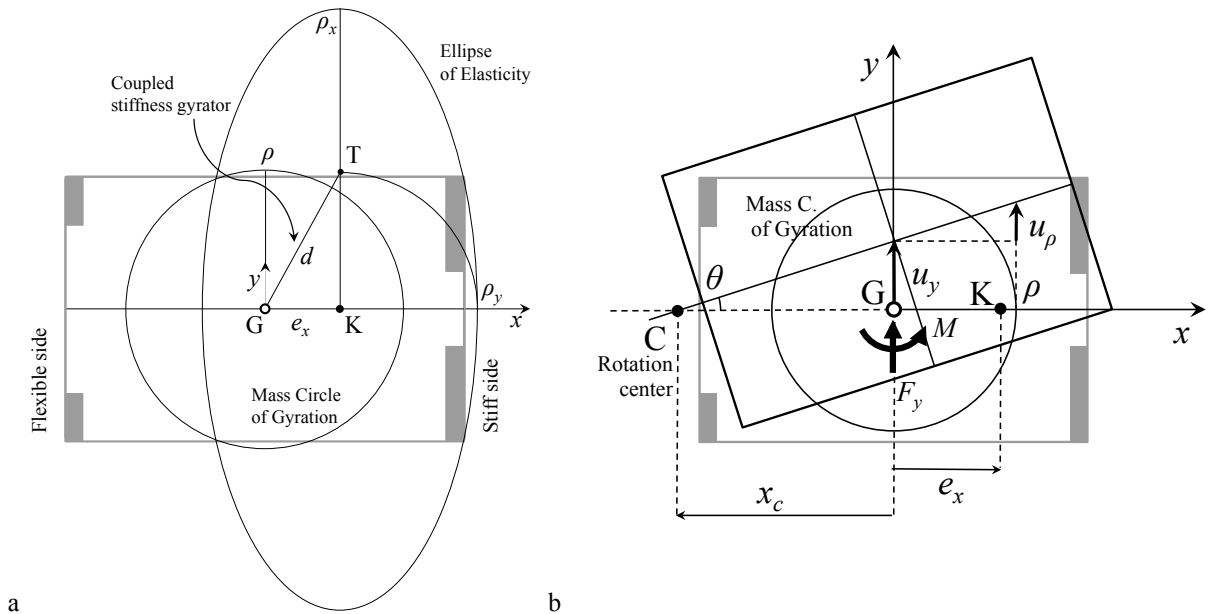 ρx
Ellipse
of Elasticity
Coupled
stiffness gyrator
ρ
T
d
y
ρy
G
ex
K
x
Flexible side
Mass Circle
of Gyration
Stiff side
a
y
Mass C.
of Gyration
uρ
θ
G
uy
K
ρ
C
M
x
Rotation
center
Fy
ex
xc
b